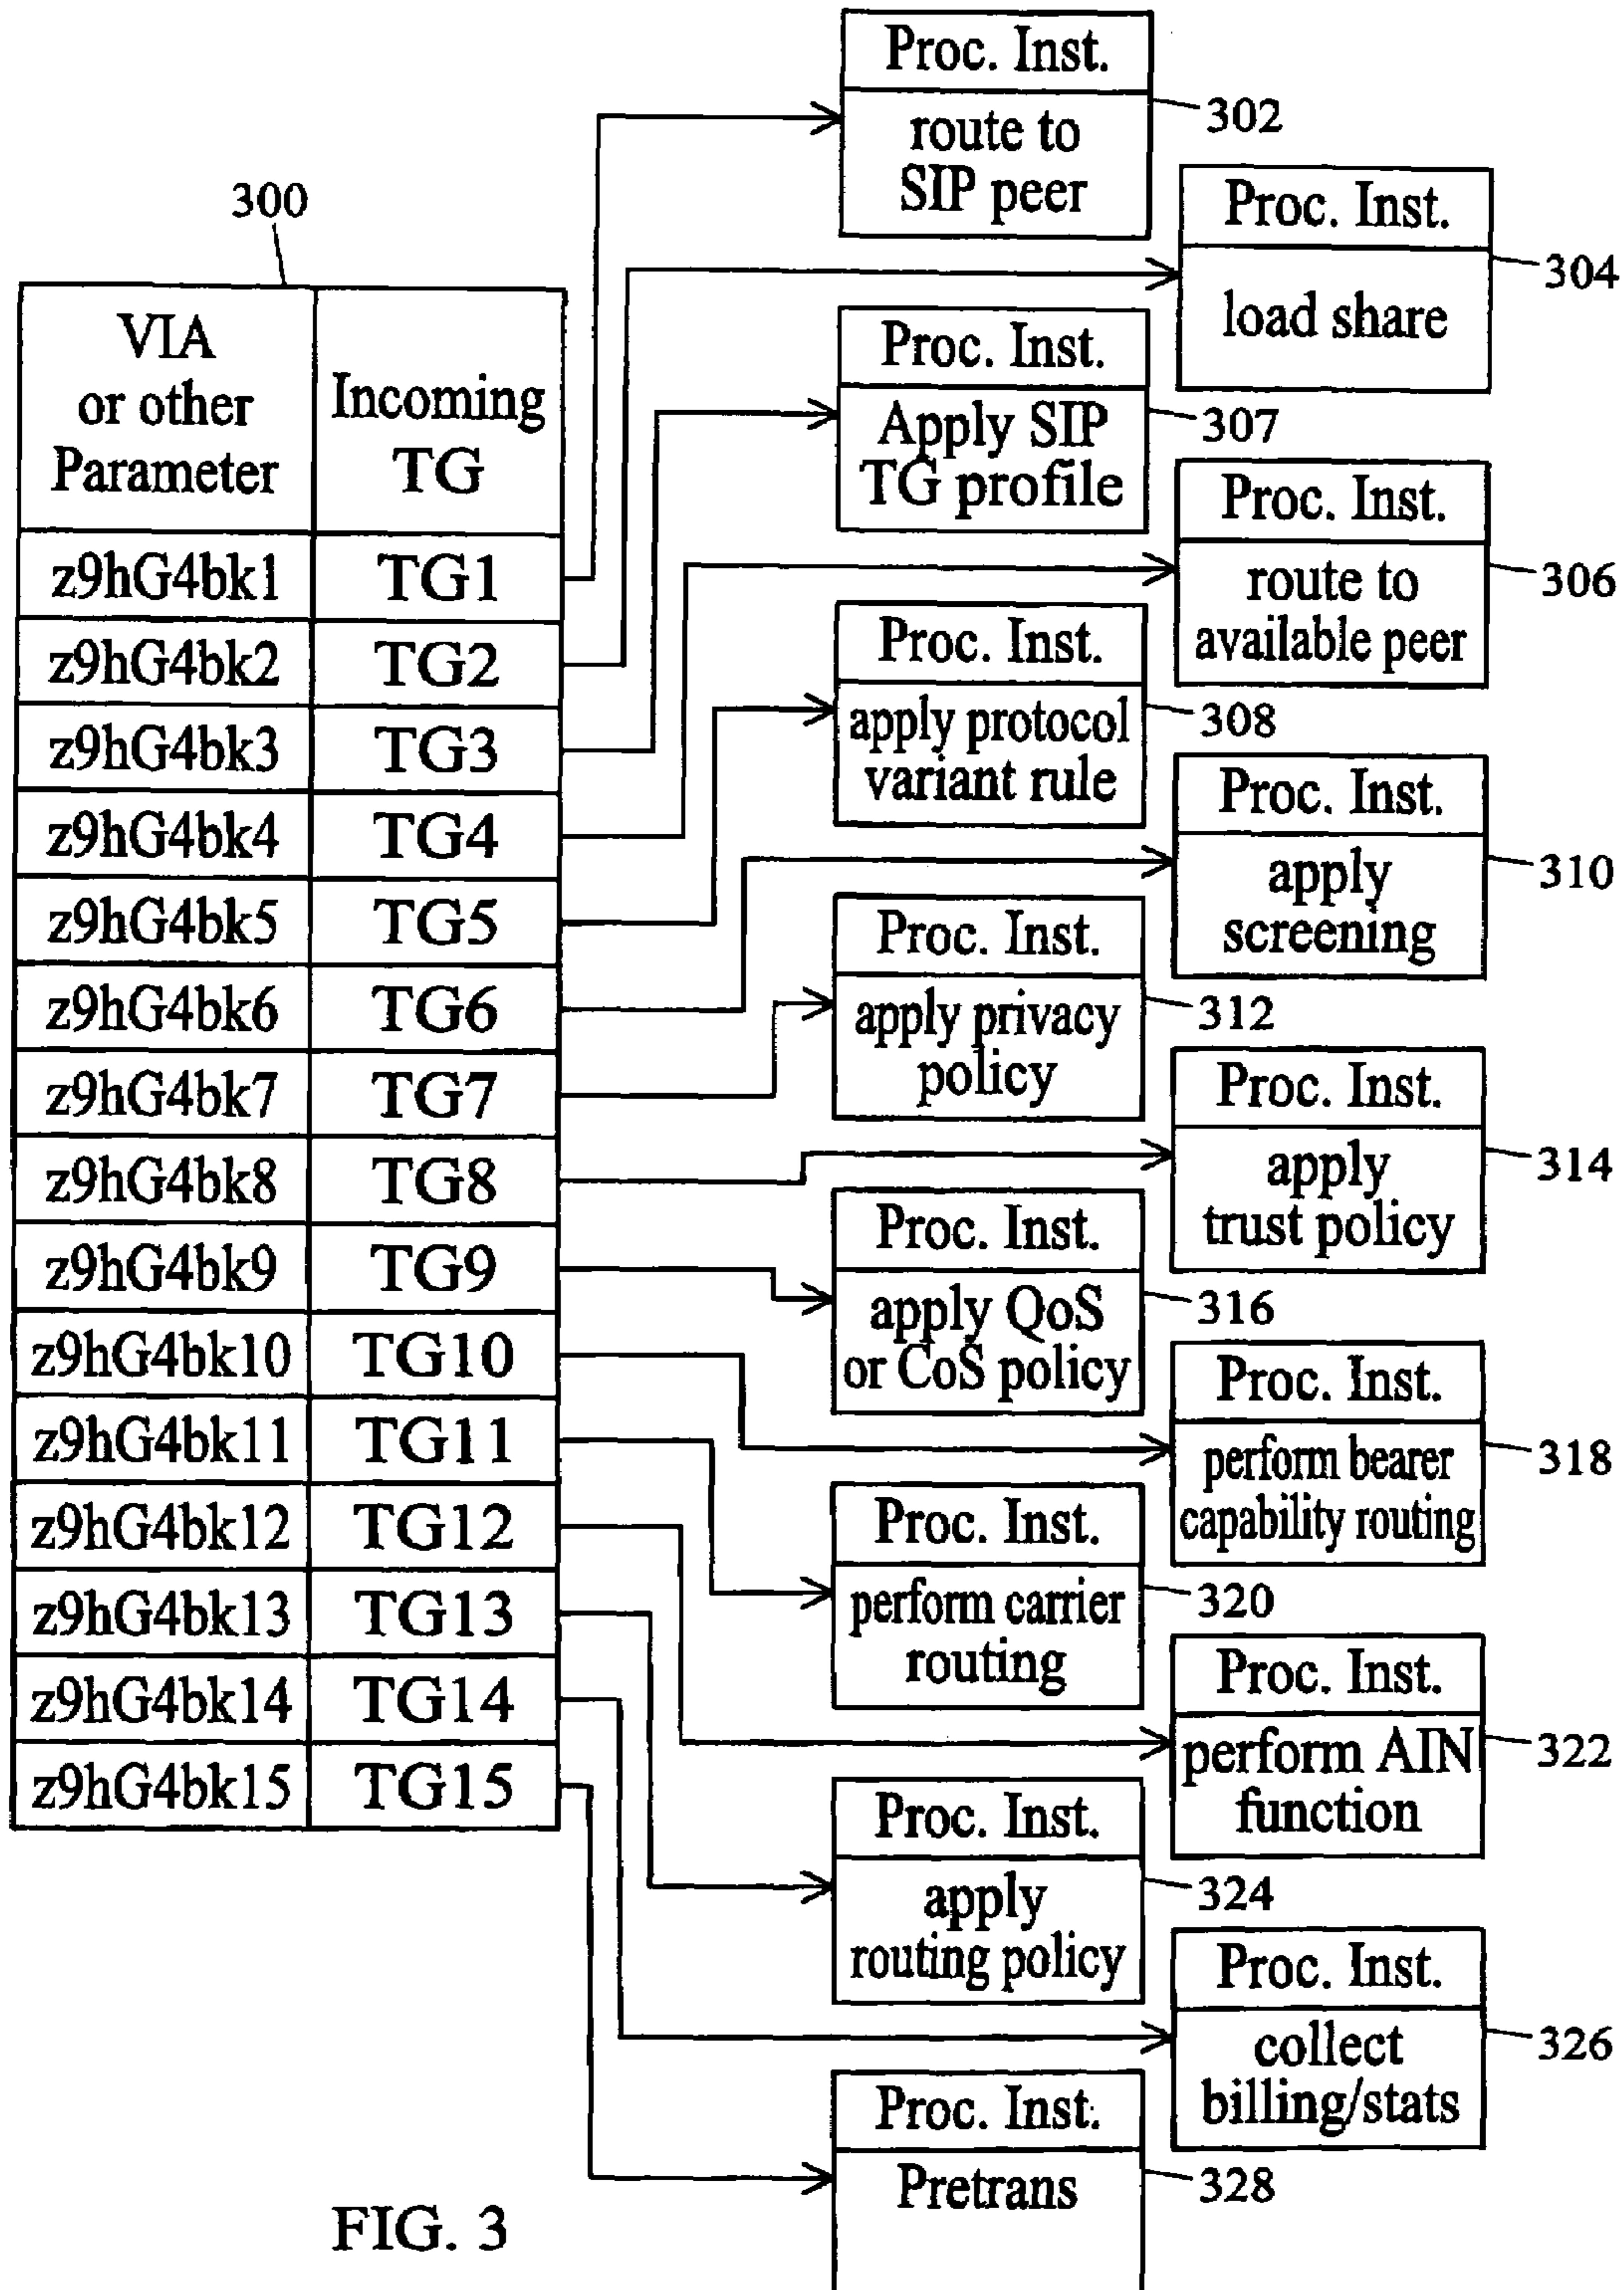 300
VIA
or other
Parameter
Incoming
TG
z9hG4bk1 TG1
z9hG4bk2 TG2
z9hG4bk3 TG3
z9hG4bk4 TG4
z9hG4bk5 TG5
z9hG4bk6 TG6
z9hG4bk7 TG7
z9hG4bk8 TG8
z9hG4bk9 TG9
z9hG4bk10 TG10
z9hG4bk11 TG11
z9hG4bk12 TG12
z9hG4bk13 TG13
z9hG4bk14 TG14
z9hG4bk15 TG15
Proc. Inst.
route to
SIP peer
302
Proc. Inst.
load share
304
Proc. Inst.
Apply SIP
TG profile
307
Proc. Inst.
route to
available peer
306
Proc. Inst.
apply protocol
variant rule
308
Proc. Inst.
apply
screening
310
Proc. Inst.
apply privacy
policy
312
Proc. Inst.
apply
trust policy
314
Proc. Inst.
apply QoS
or CoS policy
316
Proc. Inst.
perform bearer
capability routing
318
Proc. Inst.
perform carrier
routing
320
Proc. Inst.
perform AIN
function
322
Proc. Inst.
apply
routing policy
324
Proc. Inst.
collect
billing/stats
326
Proc. Inst.
Pretrans
328
FIG. 3